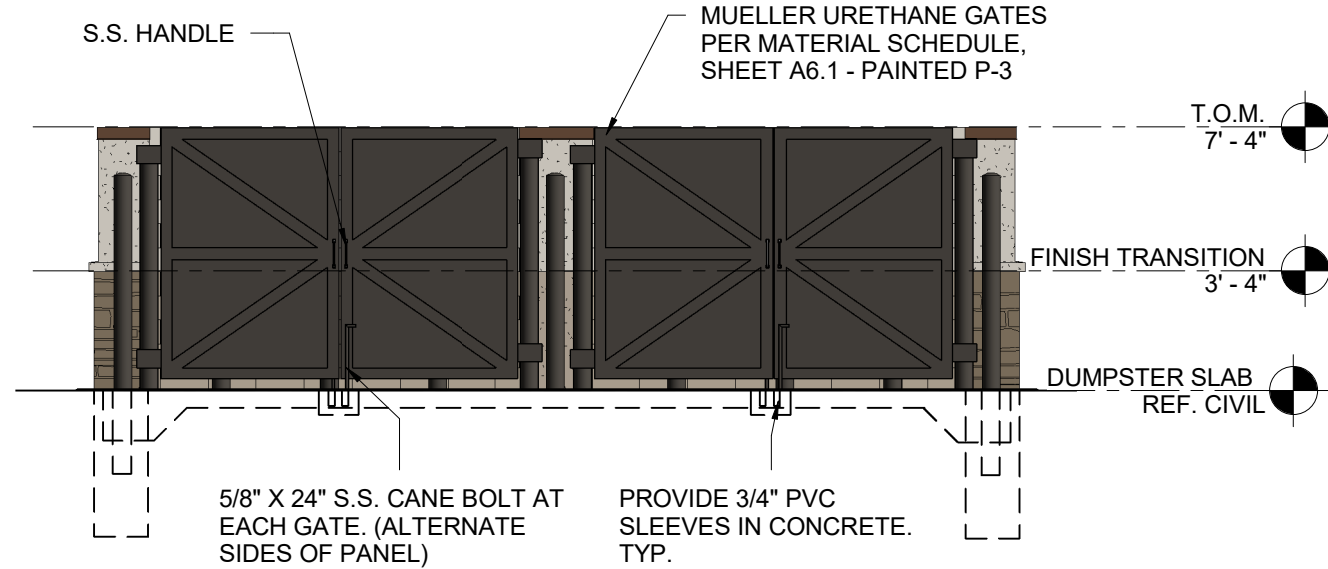 S.S. HANDLE
MUELLER URETHANE GATES
PER MATERIAL SCHEDULE,
SHEET A6.1 - PAINTED P-3
T.O.M.
7' - 4"
FINISH TRANSITION
3' - 4"
DUMPSTER SLAB
REF. CIVIL
5/8" X 24" S.S. CANE BOLT AT
EACH GATE. (ALTERNATE
SIDES OF PANEL)
PROVIDE 3/4" PVC
SLEEVES IN CONCRETE.
TYP.